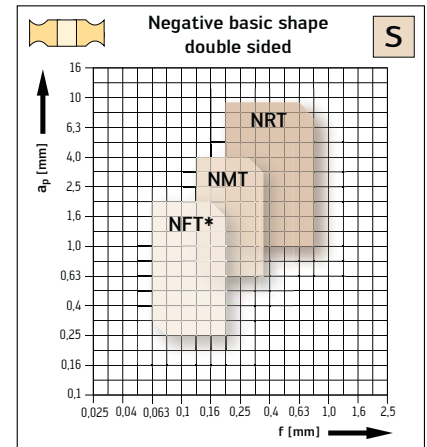 Negative basic shape
double sided
S
16
10
6,3
4,0
2,5
1,6
1,0
0,63
0,4
0,25
0,16
0,1
ap [mm]
NRT
NMT
NFT*
0,025 0,04 0,063 0,1 0,16 0,25 0,4 0,63 1,0 1,6 2,5
f [mm]